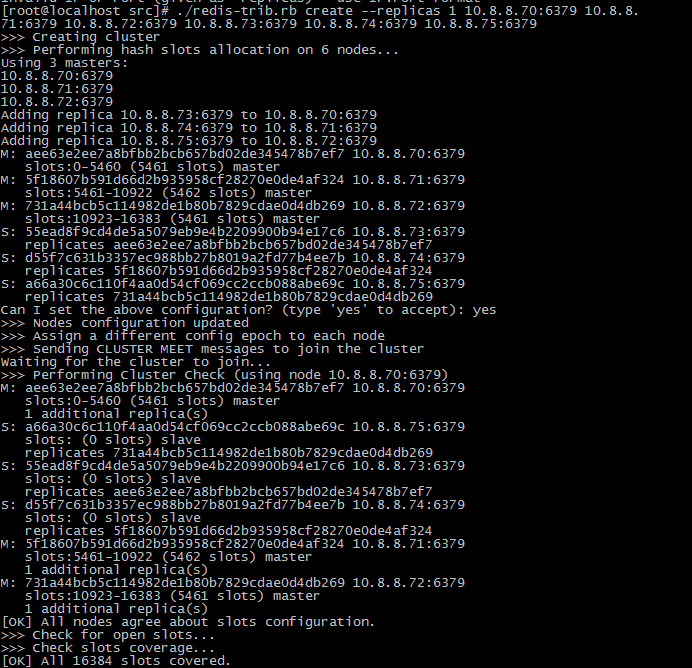 [root@localhost src]# ./redis-trib.rb create --replicas 1 10.8.8.70:6379 10.8.8.
71:6379 10.8.8.72:6379 10.8.8.73:6379 10.8.8.74:6379 10.8.8.75:6379
>>> Creating cluster
>>> Performing hash slots allocation on 6 nodes...
Using 3 masters:
10.8.8.70:6379
10.8.8.71:6379
10.8.8.72:6379
Adding replica 10.8.8.73:6379 to 10.8.8.70:6379
Adding replica 10.8.8.74:6379 to 10.8.8.71:6379
Adding replica 10.8.8.75:6379 to 10.8.8.72:6379
M: aee63e2ee7a8bfbb2bcb657bd02de345478b7ef7 10.8.8.70:6379
   slots:0-5460 (5461 slots) master
M: 5f18607b591d66d2b935958cf28270e0de4af324 10.8.8.71:6379
   slots:5461-10922 (5462 slots) master
M: 731a44bcb5c114982de1b80b7829cdae0d4db269 10.8.8.72:6379
   slots:10923-16383 (5461 slots) master
S: 55ead8f9cd4de5a5079eb9e4b2209900b94e17c6 10.8.8.73:6379
   replicates aee63e2ee7a8bfbb2bcb657bd02de345478b7ef7
S: d55f7c631b3357ec988bb27b8019a2fd77b4ee7b 10.8.8.74:6379
   replicates 5f18607b591d66d2b935958cf28270e0de4af324
S: a66a30c6c110f4aa0d54cf069cc2ccb088abe69c 10.8.8.75:6379
   replicates 731a44bcb5c114982de1b80b7829cdae0d4db269
Can I set the above configuration? (type 'yes' to accept): yes
>>> Nodes configuration updated
>>> Assign a different config epoch to each node
>>> Sending CLUSTER MEET messages to join the cluster
Waiting for the cluster to join...
>>> Performing Cluster Check (using node 10.8.8.70:6379)
M: aee63e2ee7a8bfbb2bcb657bd02de345478b7ef7 10.8.8.70:6379
   slots:0-5460 (5461 slots) master
   1 additional replica(s)
S: a66a30c6c110f4aa0d54cf069cc2ccb088abe69c 10.8.8.75:6379
   slots: (0 slots) slave
   replicates 731a44bcb5c114982de1b80b7829cdae0d4db269
S: 55ead8f9cd4de5a5079eb9e4b2209900b94e17c6 10.8.8.73:6379
   slots: (0 slots) slave
   replicates aee63e2ee7a8bfbb2bcb657bd02de345478b7ef7
S: d55f7c631b3357ec988bb27b8019a2fd77b4ee7b 10.8.8.74:6379
   slots: (0 slots) slave
   replicates 5f18607b591d66d2b935958cf28270e0de4af324
M: 5f18607b591d66d2b935958cf28270e0de4af324 10.8.8.71:6379
   slots:5461-10922 (5462 slots) master
   1 additional replica(s)
M: 731a44bcb5c114982de1b80b7829cdae0d4db269 10.8.8.72:6379
   slots:10923-16383 (5461 slots) master
   1 additional replica(s)
[OK] All nodes agree about slots configuration.
>>> Check for open slots...
>>> Check slots coverage...
[OK] All 16384 slots covered.